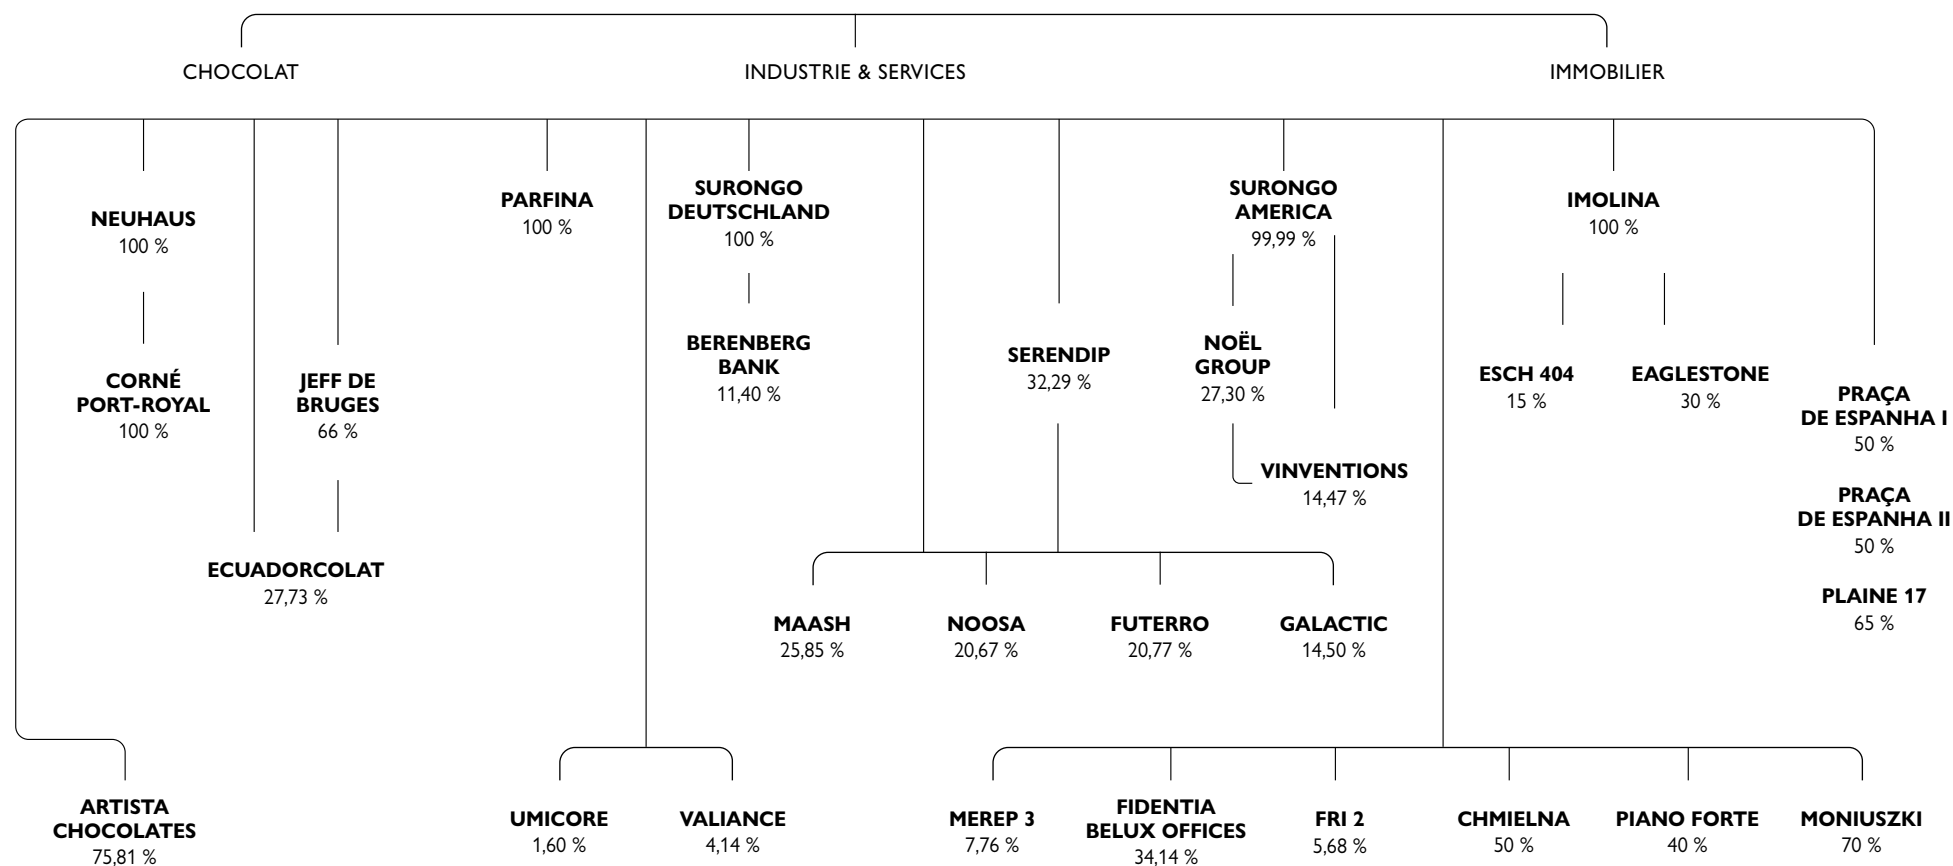 CHOCOLAT
INDUSTRIE & SERVICES
IMMOBILIER
NEUHAUS
100 %
PARFINA
100 %
SURONGO
DEUTSCHLAND
100 %
SURONGO
AMERICA
99,99 %
IMOLINA
100 %
CORNÉ
PORT-ROYAL
100 %
JEFF DE
BRUGES
66 %
BERENBERG
BANK
11,40 %
SERENDIP
32,29 %
NOËL
GROUP
27,30 %
ESCH 404
15 %
EAGLESTONE
30 %
PRAÇA
DE ESPANHA I
50 %
VINVENTIONS
14,47 %
PRAÇA
DE ESPANHA II
50 %
ECUADORCOLAT
27,73 %
PLAINE 17
65 %
MAASH
25,85 %
NOOSA
20,67 %
FUTERRO
20,77 %
GALACTIC
14,50 %
ARTISTA
CHOCOLATES
75,81 %
UMICORE
1,60 %
VALIANCE
4,14 %
MEREP 3
7,76 %
FIDENTIA
BELUX OFFICES
34,14 %
FRI 2
5,68 %
CHMIELNA
50 %
PIANO FORTE
40 %
MONIUSZKI
70 %